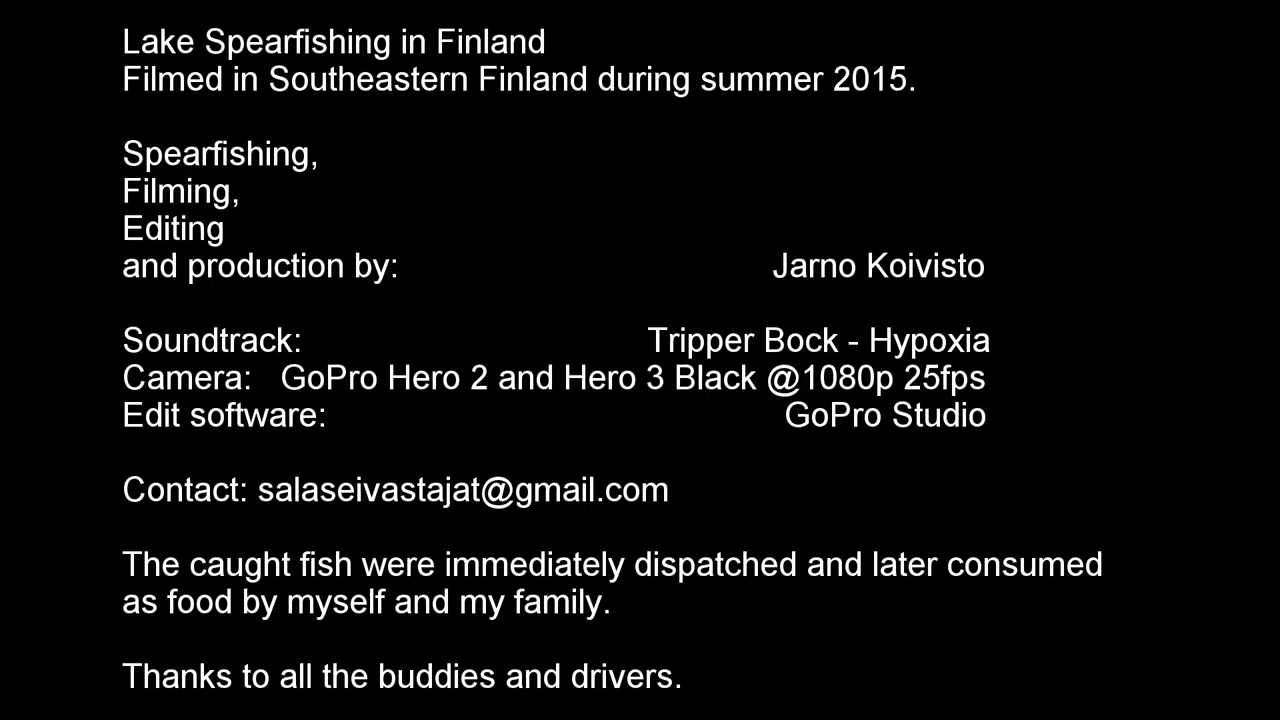 Lake Spearfishing in Finland
Filmed in Southeastern Finland during summer 2015.
Spearfishing,
Filming,
Editing
and production by: Jarno Koivisto
Soundtrack: Tripper Bock - Hypoxia
Camera: GoPro Hero 2 and Hero 3 Black @1080p 25fps
Edit software: GoPro Studio
Contact: salaseivastajat@gmail.com
The caught fish were immediately dispatched and later consumed
as food by myself and my family.
Thanks to all the buddies and drivers.